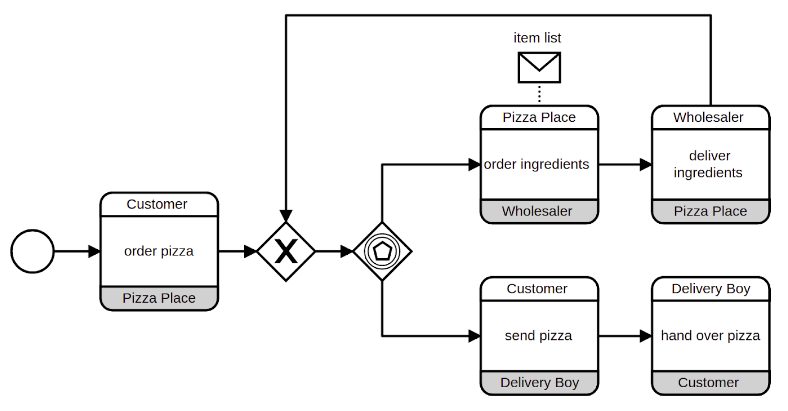 item list
Pizza Place
order ingredients
Wholesaler
Wholesaler
deliver
ingredients
Pizza Place
Customer
order pizza
Pizza Place
X
Customer
send pizza
Delivery Boy
Delivery Boy
hand over pizza
Customer